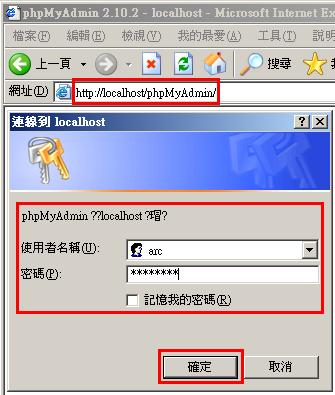 phpMyAdmin 2.10.2 - localhost - Microsoft Internet Ex
檔案(F) 編輯(E) 檢視(V) 我的最愛(A) 工具(T) 說明
上一頁 搜尋
網址(D) http://localhost/phpMyAdmin/
連線到 localhost
phpMyAdmin ??localhost ?瑁?
使用者名稱(U): arc
密碼(P): ********
記憶我的密碼(R)
確定 取消